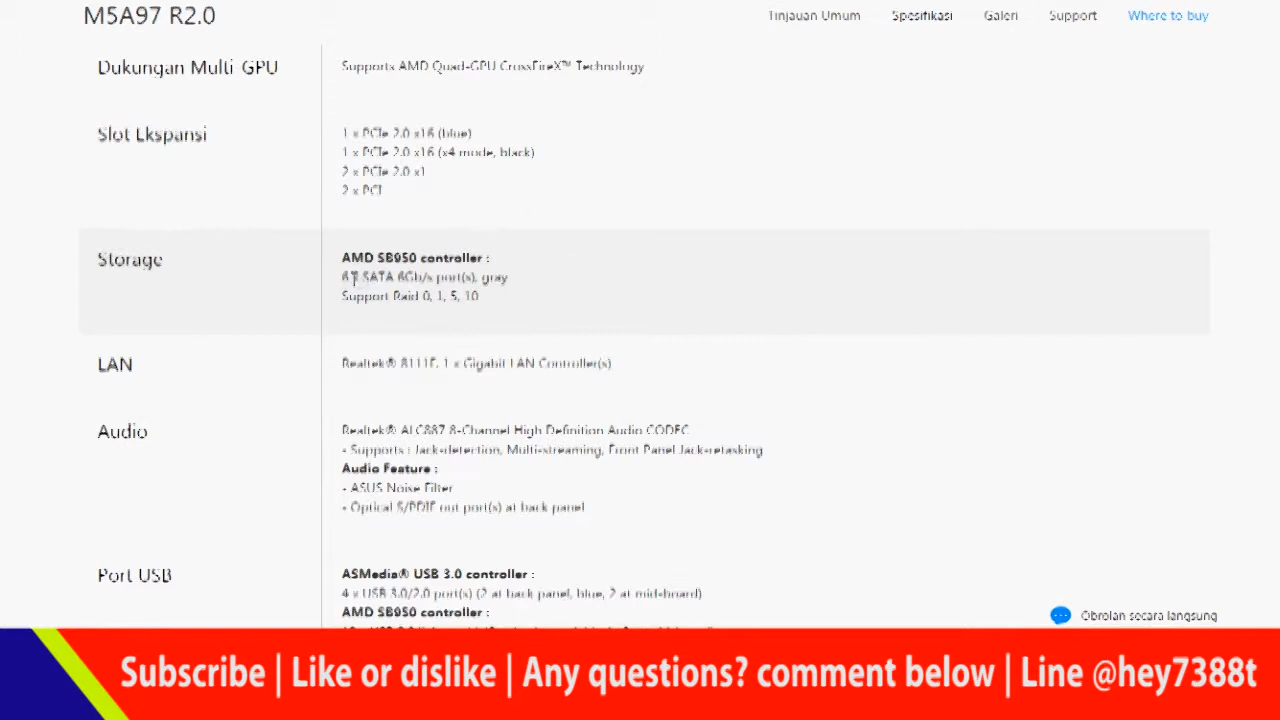 M5A97 R2.0
Tinjauan Umum
Spesifikasi
Galeri
Support
Where to buy
Dukungan Multi GPU
Supports AMD Quad-GPU CrossFireX™ Technology
Slot Ekspansi
1 x PCIe 2.0 x16 (blue)
1 x PCIe 2.0 x16 (x4 mode, black)
2 x PCIe 2.0 x1
2 x PCI
Storage
AMD SB950 controller :
SATA 6Gb/s port(s), gray
Support Raid 0, 1, 5, 10
LAN
Realtek® 8111F, 1 x Gigabit LAN Controller(s)
Audio
Realtek® ALC887 8-Channel High Definition Audio CODEC
- Supports : Jack-detection, Multi-streaming, Front Panel Jack-retasking
Audio Feature :
- ASUS Noise Filter
- Optical S/PDIF out port(s) at back panel
Port USB
ASMedia® USB 3.0 controller :
4 x USB 3.0/2.0 port(s) (2 at back panel, blue, 2 at mid-board)
AMD SB950 controller :
Obrolan secara langsung
Subscribe | Like or dislike | Any questions? comment below | Line @hey7388t